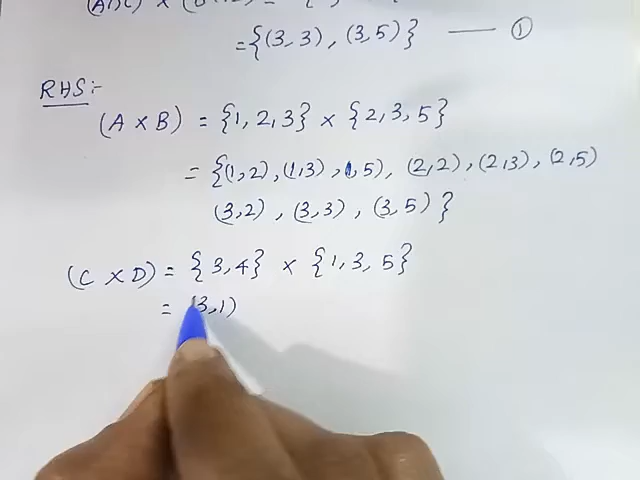 (A∩C) × (B∩D) = {
={(3,3), (3,5)} —— ①
RHS:-
(A × B) = {1, 2, 3} × {2, 3, 5}
= {(1,2), (1,3), (1,5), (2,2), (2,3), (2,5)
(3,2), (3,3), (3,5)}
(C × D) = {3,4} × {1, 3, 5}
= (3,1)